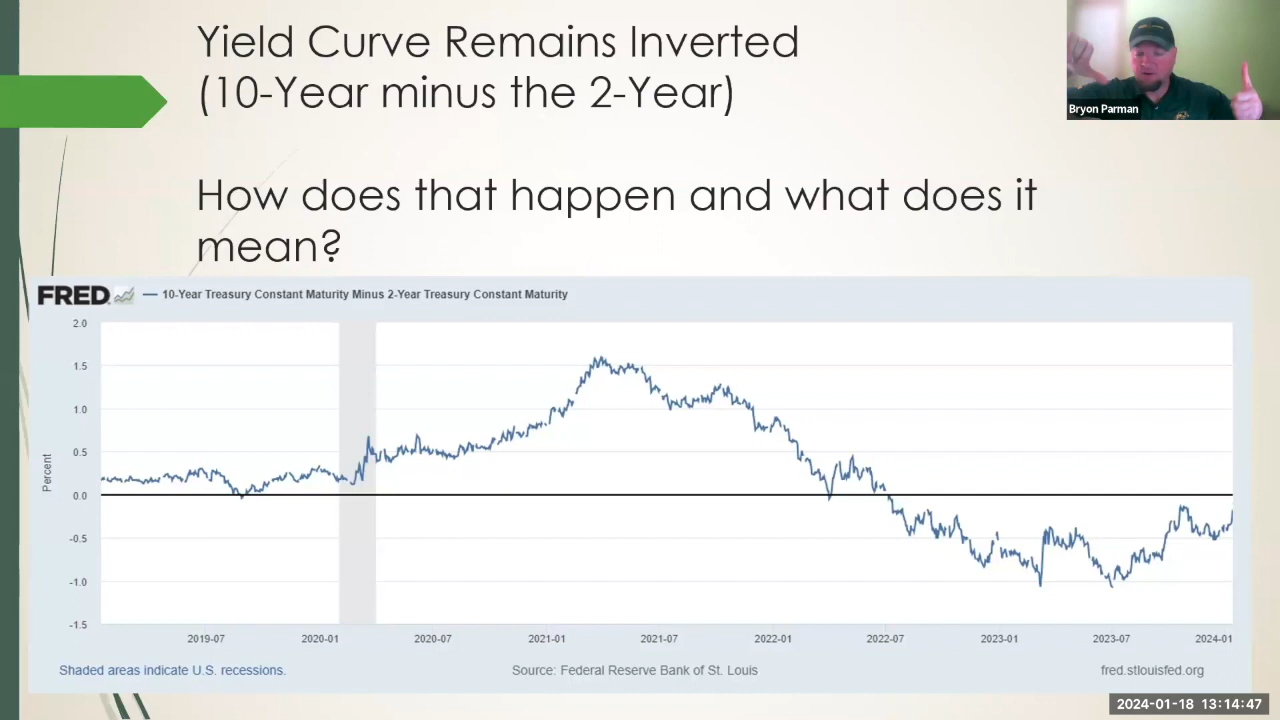 Yield Curve Remains Inverted
(10-Year minus the 2-Year)
Bryon Parman
How does that happen and what does it
mean?
FRED
10-Year Treasury Constant Maturity Minus 2-Year Treasury Constant Maturity
2.0
1.5
1.0
0.5
0.0
-0.5
-1.0
-1.5
Percent
2019-07 2020-01 2020-07 2021-01 2021-07 2022-01 2022-07 2023-01 2023-07 2024-01
Shaded areas indicate U.S. recessions. Source: Federal Reserve Bank of St. Louis fred.stlouisfed.org
2024-01-18 13:14:47